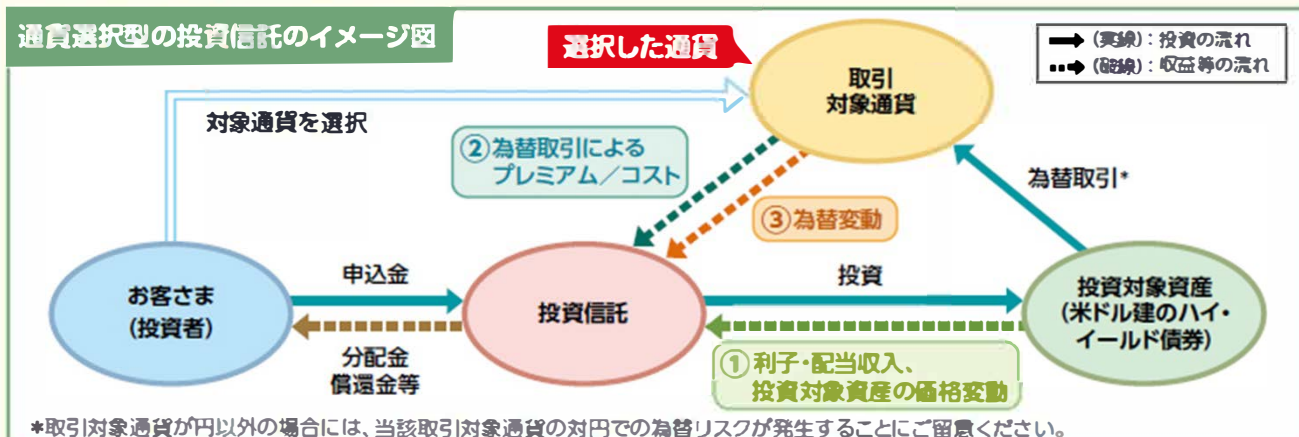 通貨選択型の投資信託のイメージ図
選択した通貨
(実線):投資の流れ
(破線):収益等の流れ
取引
対象通貨
対象通貨を選択
②為替取引による
プレミアム/コスト
為替取引*
③為替変動
お客さま
(投資者)
申込金
分配金
償還金等
投資信託
投資
①利子・配当収入、
投資対象資産の価格変動
投資対象資産
(米ドル建のハイ・
イールド債券)
*取引対象通貨が円以外の場合には、当該取引対象通貨の対円での為替リスクが発生することにご留意ください。